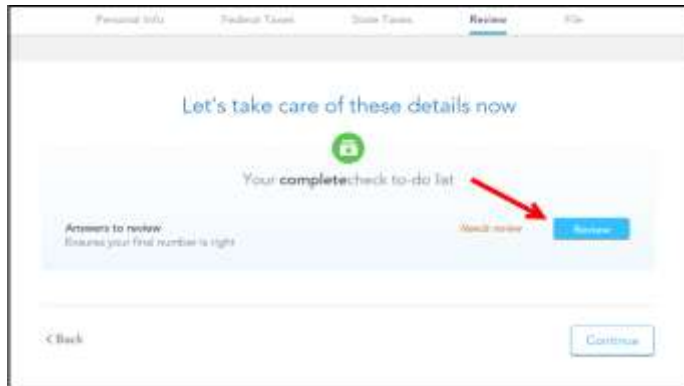 Personal Info Federal Taxes State Taxes Review File
Let's take care of these details now
Your completecheck to-do list
Answers to review Needs review Review
Ensures your final number is right
< Back Continue